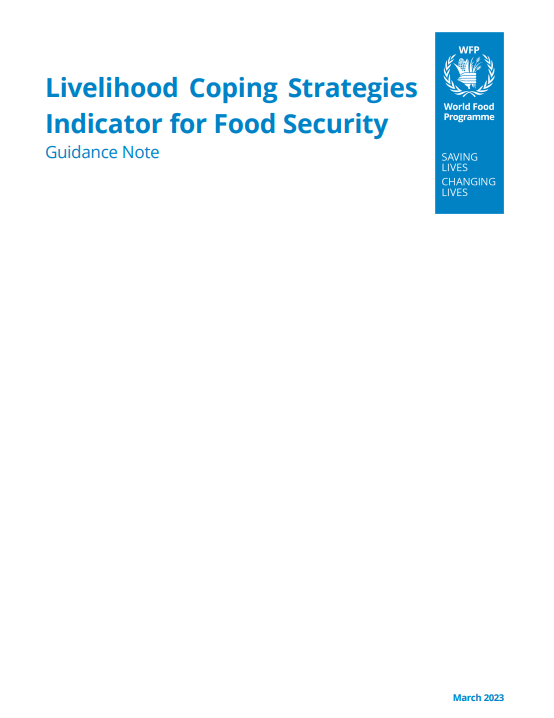 Livelihood Coping Strategies
Indicator for Food Security
Guidance Note
WFP
World Food
Programme
SAVING
LIVES
CHANGING
LIVES
March 2023